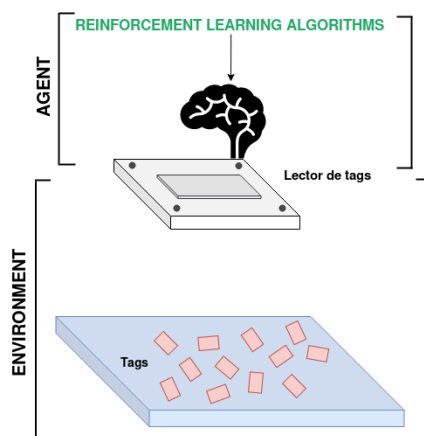 REINFORCEMENT LEARNING ALGORITHMS
AGENT
Lector de tags
ENVIRONMENT
Tags